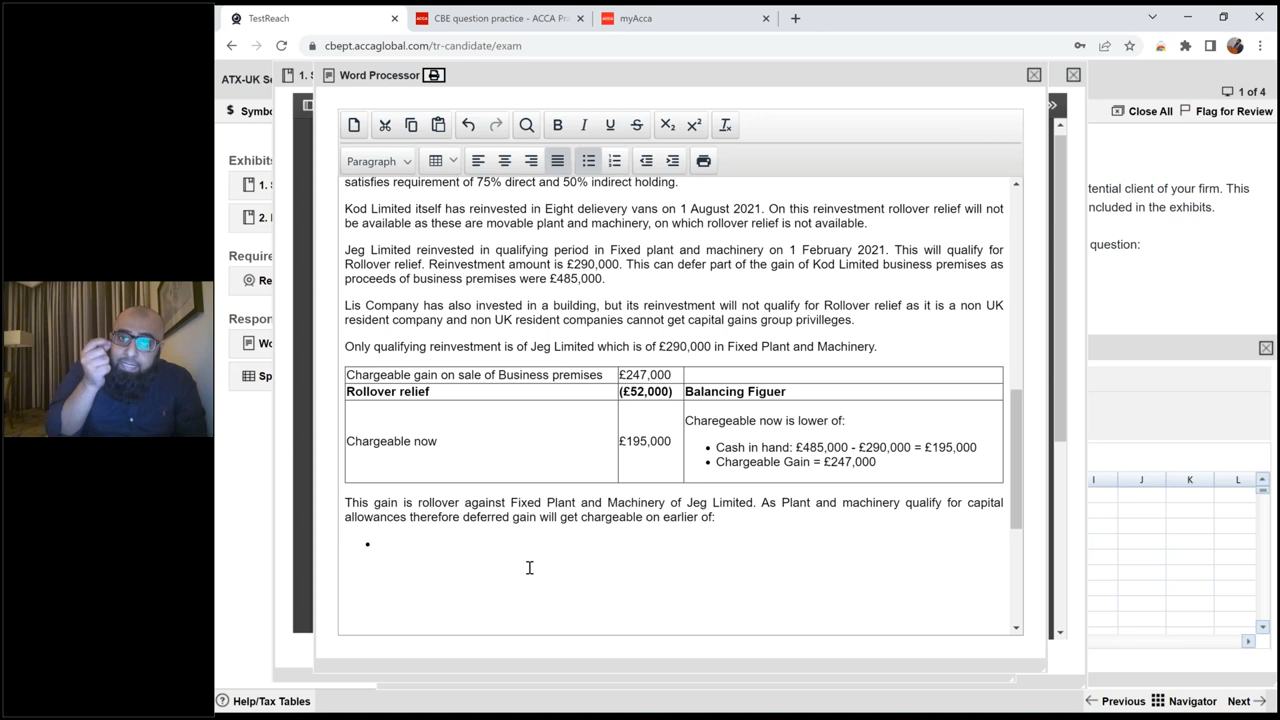 TestReach
CBE question practice - ACCA Pra
myAcca
cbept.accaglobal.com/tr-candidate/exam
ATX-UK Se
1. S
Word Processor
1 of 4
$ Symbo
Close All
Flag for Review
Exhibits
1. S
2.
Require
Re
Respon
Wo
Sp
tential client of your firm. This
ncluded in the exhibits.
question:
Paragraph
satisfies requirement of 75% direct and 50% indirect holding.
Kod Limited itself has reinvested in Eight delievery vans on 1 August 2021. On this reinvestment rollover relief will not
be available as these are movable plant and machinery, on which rollover relief is not available.
Jeg Limited reinvested in qualifying period in Fixed plant and machinery on 1 February 2021. This will qualify for
Rollover relief. Reinvestment amount is £290,000. This can defer part of the gain of Kod Limited business premises as
proceeds of business premises were £485,000.
Lis Company has also invested in a building, but its reinvestment will not qualify for Rollover relief as it is a non UK
resident company and non UK resident companies cannot get capital gains group privilleges.
Only qualifying reinvestment is of Jeg Limited which is of £290,000 in Fixed Plant and Machinery.
Chargeable gain on sale of Business premises £247,000
Rollover relief (£52,000) Balancing Figuer
Charegeable now is lower of:
Chargeable now £195,000
• Cash in hand: £485,000 - £290,000 = £195,000
• Chargeable Gain = £247,000
This gain is rollover against Fixed Plant and Machinery of Jeg Limited. As Plant and machinery qualify for capital
allowances therefore deferred gain will get chargeable on earlier of:
•
I J K L
Help/Tax Tables
Previous
Navigator
Next